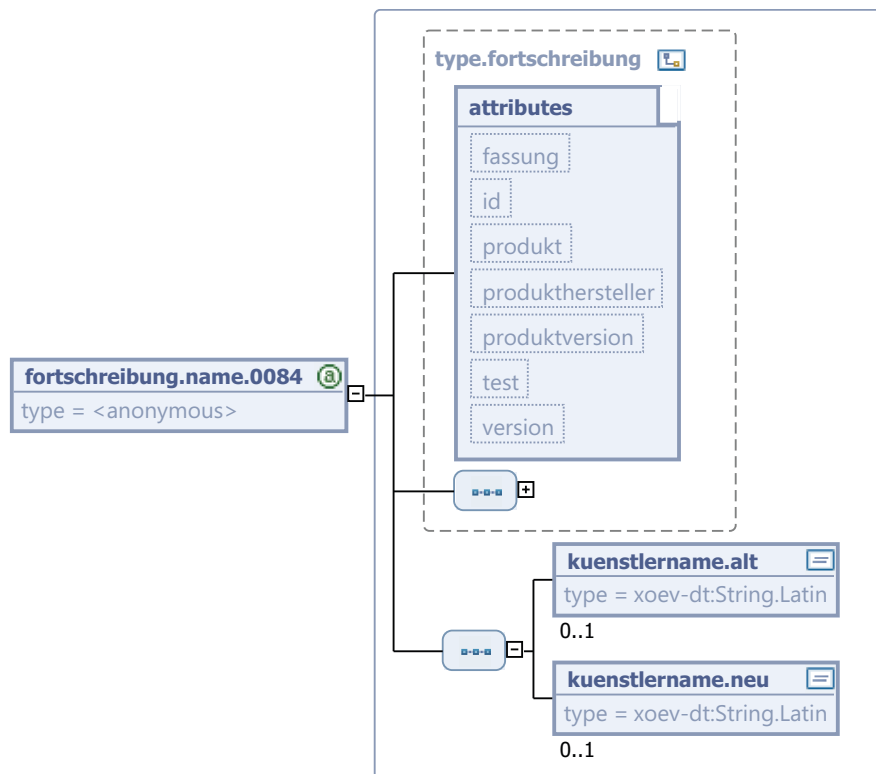 type.fortschreibung
attributes
fassung
id
produkt
produkthersteller
produktversion
test
version
fortschreibung.name.0084
type = <anonymous>
kuenstlername.alt
type = xoev-dt:String.Latin
0..1
kuenstlername.neu
type = xoev-dt:String.Latin
0..1